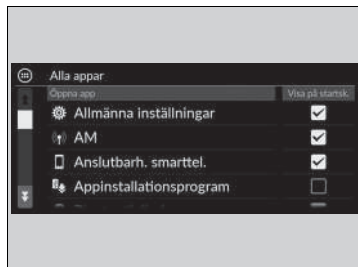 Alla appar
Öppna app Visa på startsk.
Allmänna inställningar
AM
Anslutbarh. smarttel.
Appinstallationsprogram